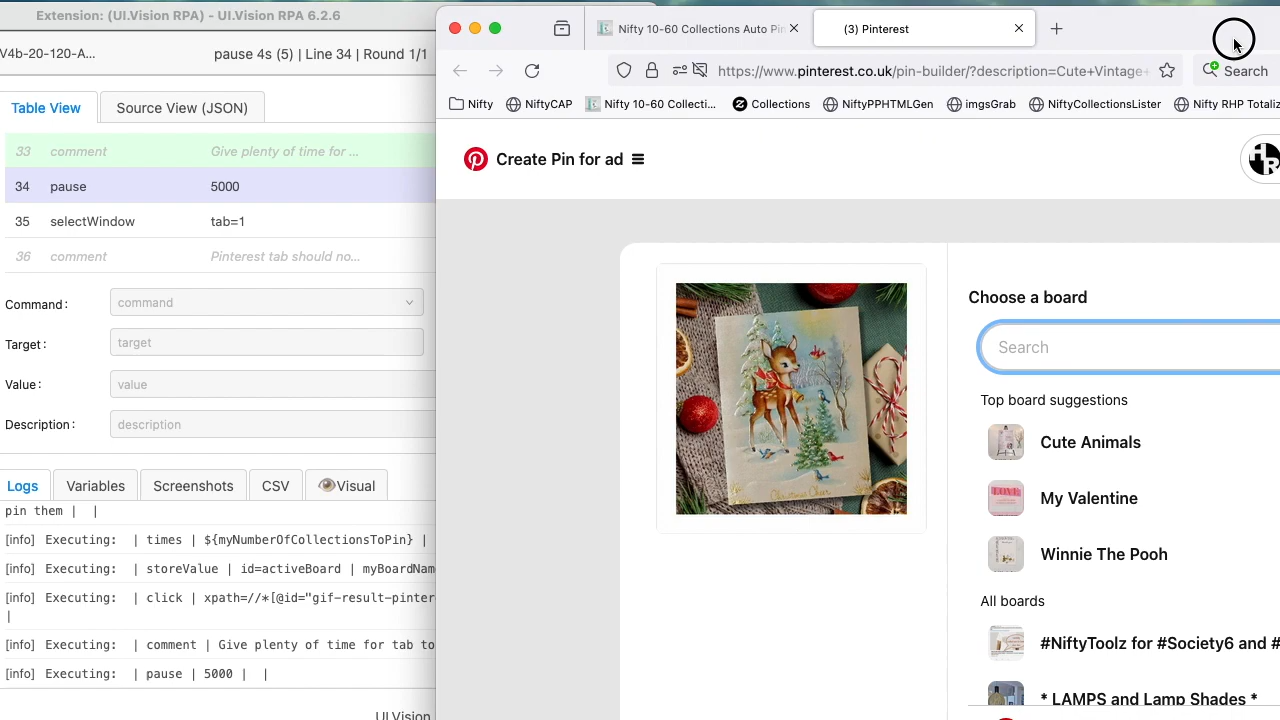 Extension: (UI.Vision RPA) - UI.Vision RPA 6.2.6
V4b-20-120-A...
pause 4s (5) | Line 34 | Round 1/1
Table View
Source View (JSON)
33 comment Give plenty of time for ...
34 pause 5000
35 selectWindow tab=1
36 comment Pinterest tab should no...
Command:
command
Target:
target
Value:
value
Description:
description
Logs
Variables
Screenshots
CSV
Visual
pin them | |
[info] Executing: | times | ${myNumberOfCollectionsToPin} |
[info] Executing: | storeValue | id=activeBoard | myBoardNam
[info] Executing: | click | xpath=//*[@id="gif-result-pinter
|
[info] Executing: | comment | Give plenty of time for tab to
[info] Executing: | pause | 5000 | |
UI.Vision
Nifty 10-60 Collections Auto Pin
(3) Pinterest
https://www.pinterest.co.uk/pin-builder/?description=Cute+Vintage+
Search
Nifty
NiftyCAP
Nifty 10-60 Collecti...
Collections
NiftyPPHTMLGen
imgsGrab
NiftyCollectionsLister
Nifty RHP Totaliz
Create Pin for ad
HR
Christmas Cheer
Choose a board
Search
Top board suggestions
Cute Animals
My Valentine
Winnie The Pooh
All boards
#NiftyToolz for #Society6 and #
* LAMPS and Lamp Shades *